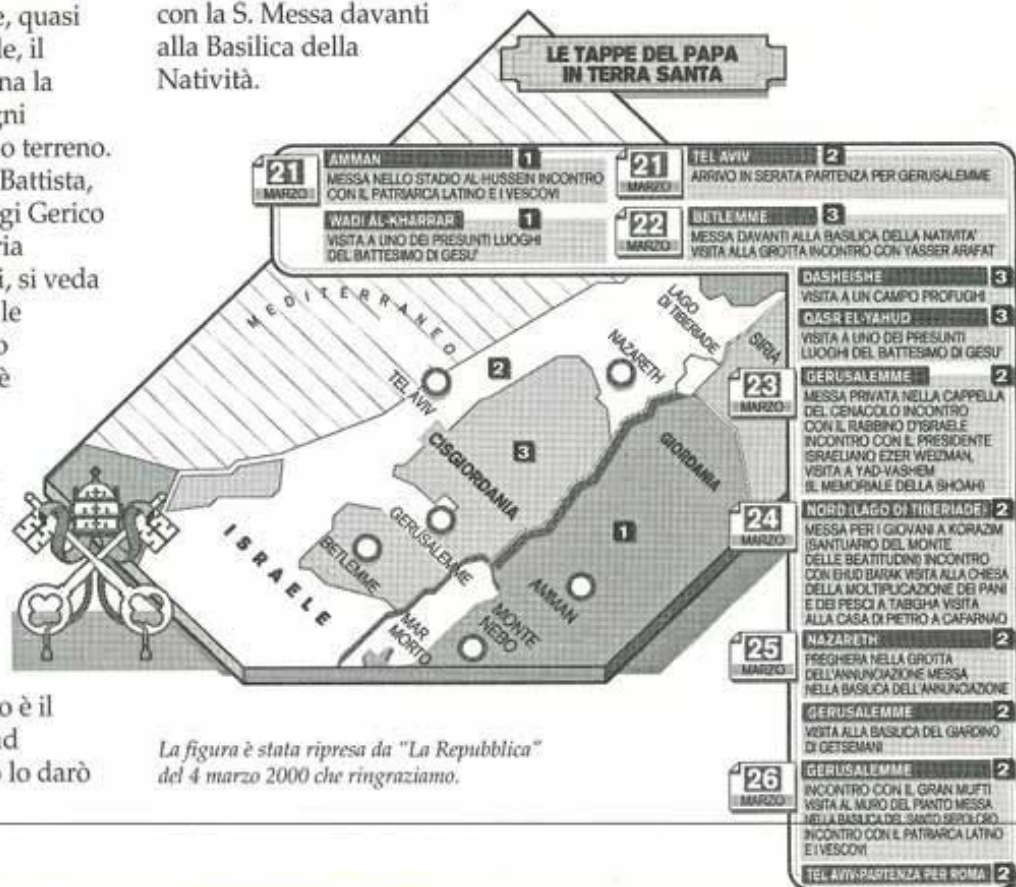 e, quasi
le, il
na la
gni
o terreno.
Battista,
gi Gerico
ria
i, si veda
le
o
è
o è il
ud
o lo darò
con la S. Messa davanti
alla Basilica della
Natività.
LE TAPPE DEL PAPA
IN TERRA SANTA
21
MARZO
AMMAN 1
MESSA NELLO STADIO AL-HUSSEIN INCONTRO
CON IL PATRIARCA LATINO E I VESCOVI
WADI AL-KHARRAR 1
VISITA A UNO DEI PRESUNTI LUOGHI
DEL BATTESIMO DI GESU'
21
MARZO
TEL AVIV 2
ARRIVO IN SERATA PARTENZA PER GERUSALEMME
22
MARZO
BETLEMME 3
MESSA DAVANTI ALLA BASILICA DELLA NATIVITA'
VISITA ALLA GROTTA INCONTRO CON YASSER ARAFAT
DASHEISHE 3
VISITA A UN CAMPO PROFUGHI
QASR EL-YAHUD 3
VISITA A UNO DEI PRESUNTI
LUOGHI DEL BATTESIMO DI GESU'
23
MARZO
GERUSALEMME 2
MESSA PRIVATA NELLA CAPPELLA
DEL CENACOLO INCONTRO
CON IL RABBINO D'ISRAELE
INCONTRO CON IL PRESIDENTE
ISRAELIANO EZER WEIZMAN,
VISITA A YAD-VASHEM
(IL MEMORIALE DELLA SHOAH)
24
MARZO
NORD (LAGO DI TIBERIADE) 2
MESSA PER I GIOVANI A KORAZIM
(SANTUARIO DEL MONTE
DELLE BEATITUDINI) INCONTRO
CON EHUD BARAK VISITA ALLA CHIESA
DELLA MOLTIPLICAZIONE DEI PANI
E DEI PESCI A TABGHA VISITA
ALLA CASA DI PIETRO A CAFARNAO
25
MARZO
NAZARETH 2
PREGHIERA NELLA GROTTA
DELL'ANNUNCIAZIONE MESSA
NELLA BASILICA DELL'ANNUNCIAZIONE
GERUSALEMME 2
VISITA ALLA BASILICA DEL GIARDINO
DI GETSEMANI
26
MARZO
GERUSALEMME 2
INCONTRO CON IL GRAN MUFTI
VISITA AL MURO DEL PIANTO MESSA
NELLA BASILICA DEL SANTO SEPOLCRO
INCONTRO CON IL PATRIARCA LATINO
E I VESCOVI
TEL AVIV-PARTENZA PER ROMA 2
MEDITERRANEO
LAGO
DI TIBERIADE
SIRIA
NAZARETH
TEL AVIV
2
CISGIORDANIA
3
GIORDANIA
1
GERUSALEMME
BETLEMME
ISRAELE
AMMAN
MAR
MORTO
MONTE
NEBO
La figura è stata ripresa da "La Repubblica"
del 4 marzo 2000 che ringraziamo.